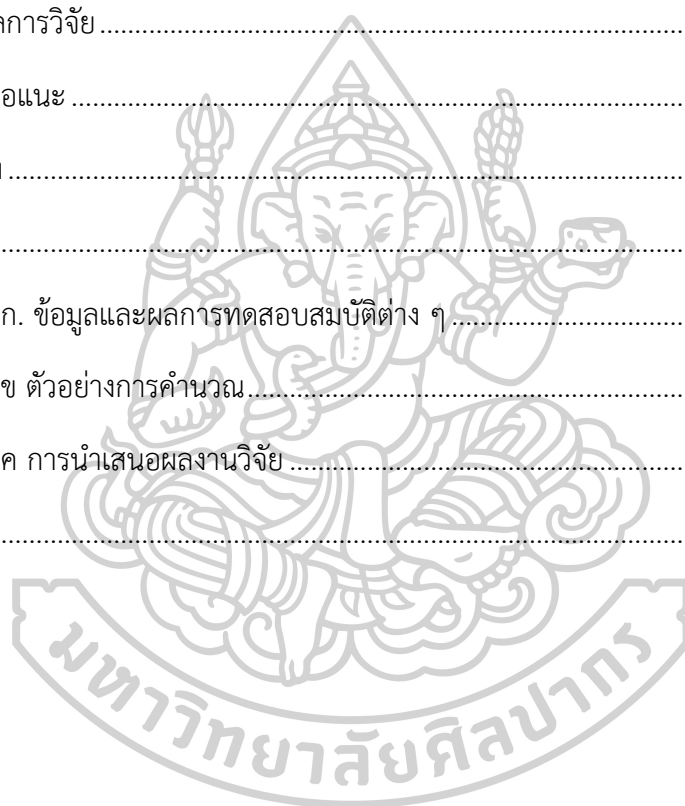 การวิจัย ........................................................................
อแนะ ........................................................................
........................................................................
........................................................................
ก. ข้อมูลและผลการทดสอบสมบัติต่าง ๆ ........................................
ข ตัวอย่างการคำนวณ ........................................................
ค การนำเสนอผลงานวิจัย ....................................................
........................................................................
มหาวิทยาลัยศิลปากร